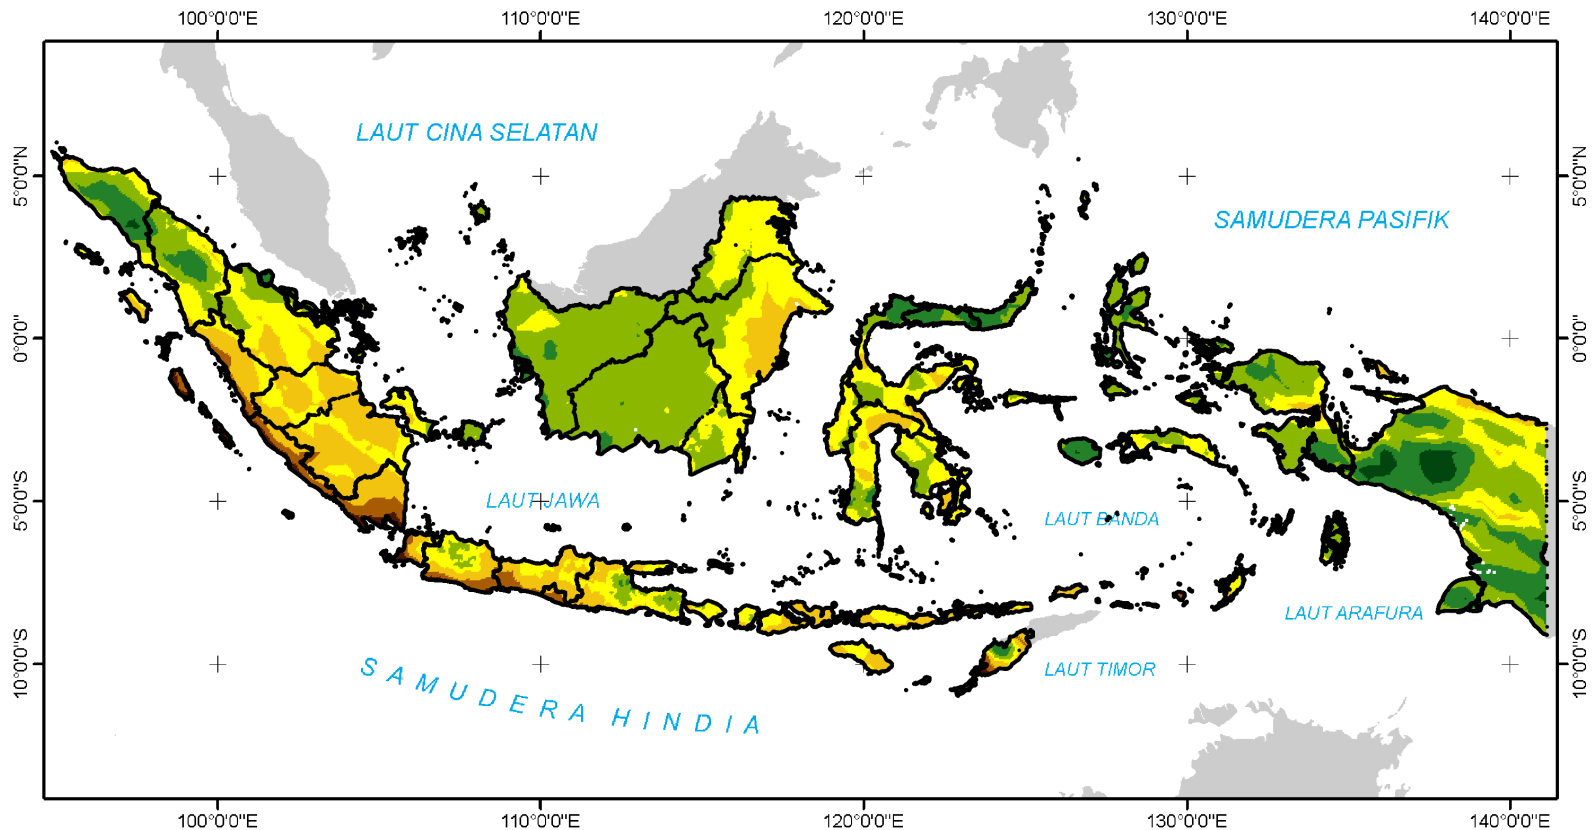 100°0'0"E 110°0'0"E 120°0'0"E 130°0'0"E 140°0'0"E
LAUT CINA SELATAN
5°0'0"N 5°0'0"N
SAMUDERA PASIFIK
0°0'0" 0°0'0"
LAUT JAWA
5°0'0"S 5°0'0"S
LAUT BANDA
LAUT ARAFURA
10°0'0"S 10°0'0"S
LAUT TIMOR
SAMUDERA HINDIA
100°0'0"E 110°0'0"E 120°0'0"E 130°0'0"E 140°0'0"E